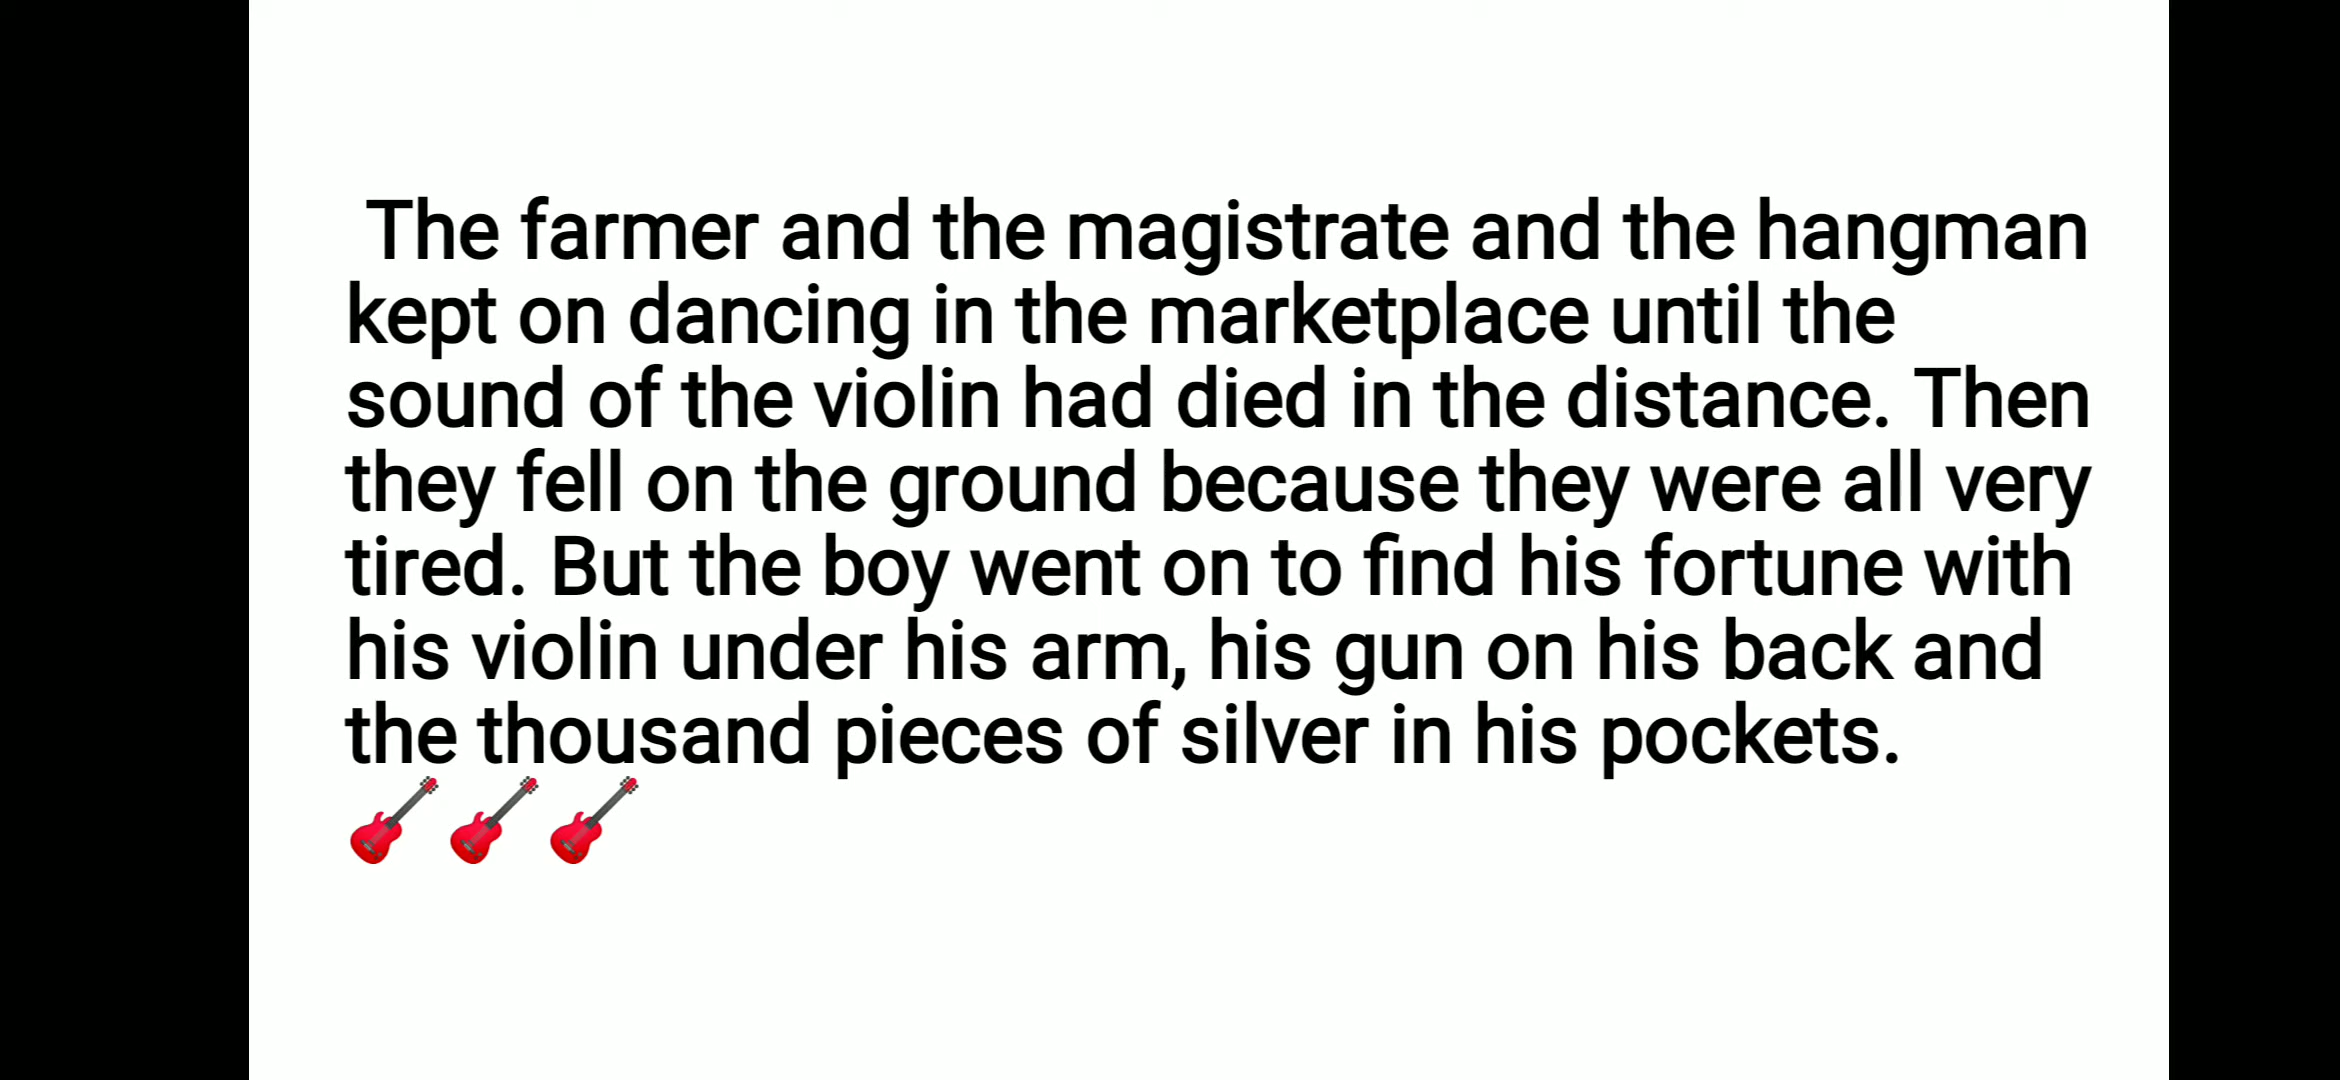 The farmer and the magistrate and the hangman
kept on dancing in the marketplace until the
sound of the violin had died in the distance. Then
they fell on the ground because they were all very
tired. But the boy went on to find his fortune with
his violin under his arm, his gun on his back and
the thousand pieces of silver in his pockets.
🎸🎸🎸